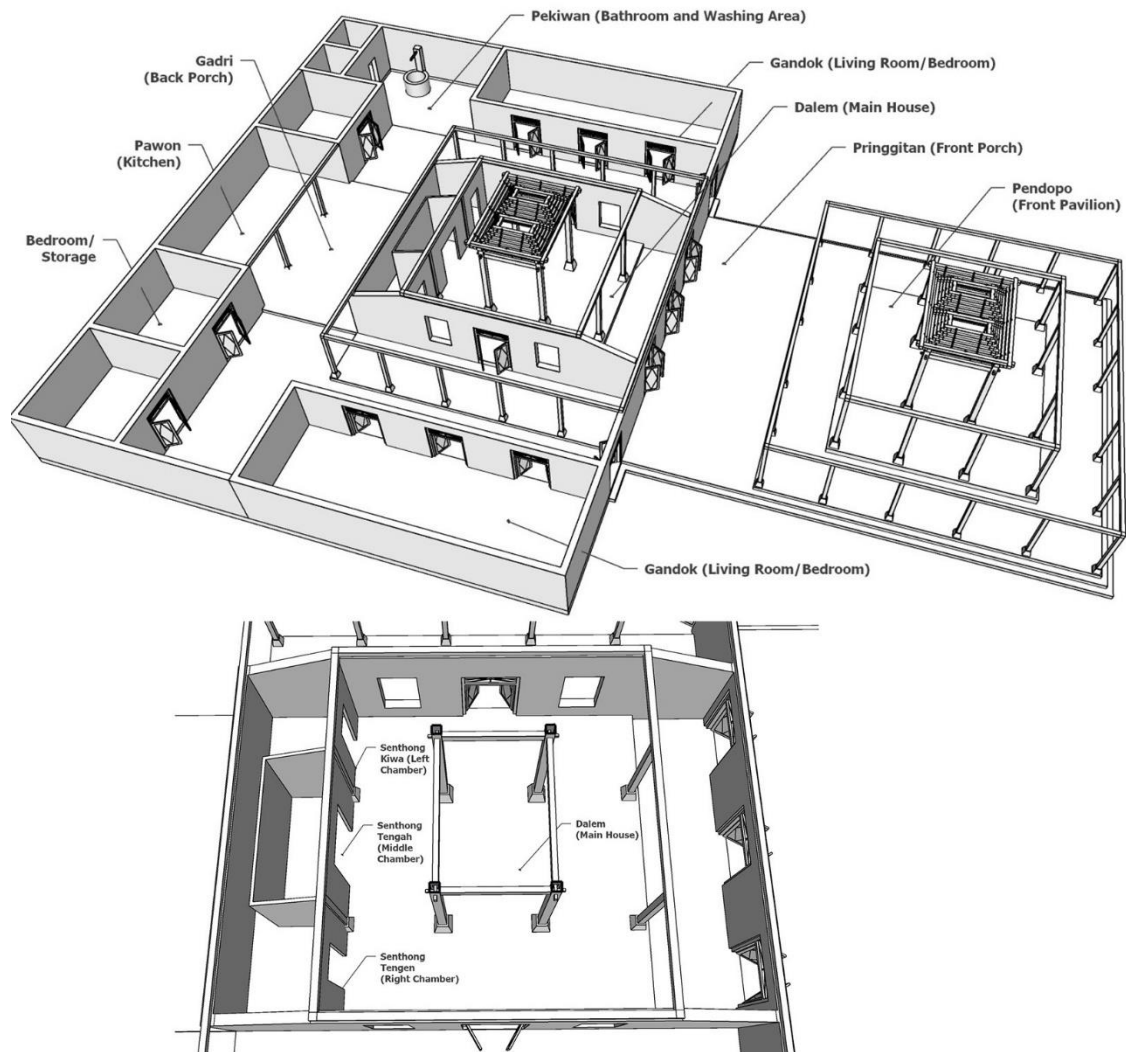 Pekiwan (Bathroom and Washing Area)
Gadri
(Back Porch)
Gandok (Living Room/Bedroom)
Dalem (Main House)
Pawon
(Kitchen)
Pringgitan (Front Porch)
Pendopo
(Front Pavilion)
Bedroom/
Storage
Gandok (Living Room/Bedroom)
Senthong
Kiwa (Left
Chamber)
Senthong
Tengah
(Middle
Chamber)
Dalem
(Main House)
Senthong
Tengen
(Right Chamber)